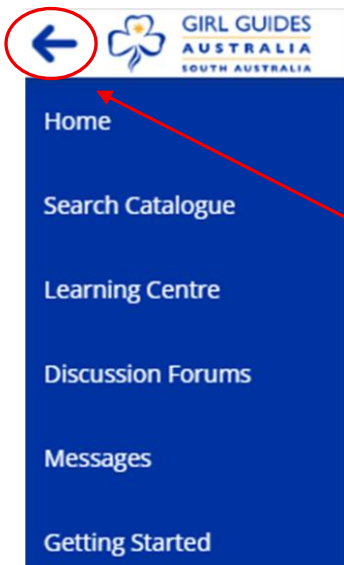 GIRL GUIDES
AUSTRALIA
SOUTH AUSTRALIA
Home
Search Catalogue
Learning Centre
Discussion Forums
Messages
Getting Started